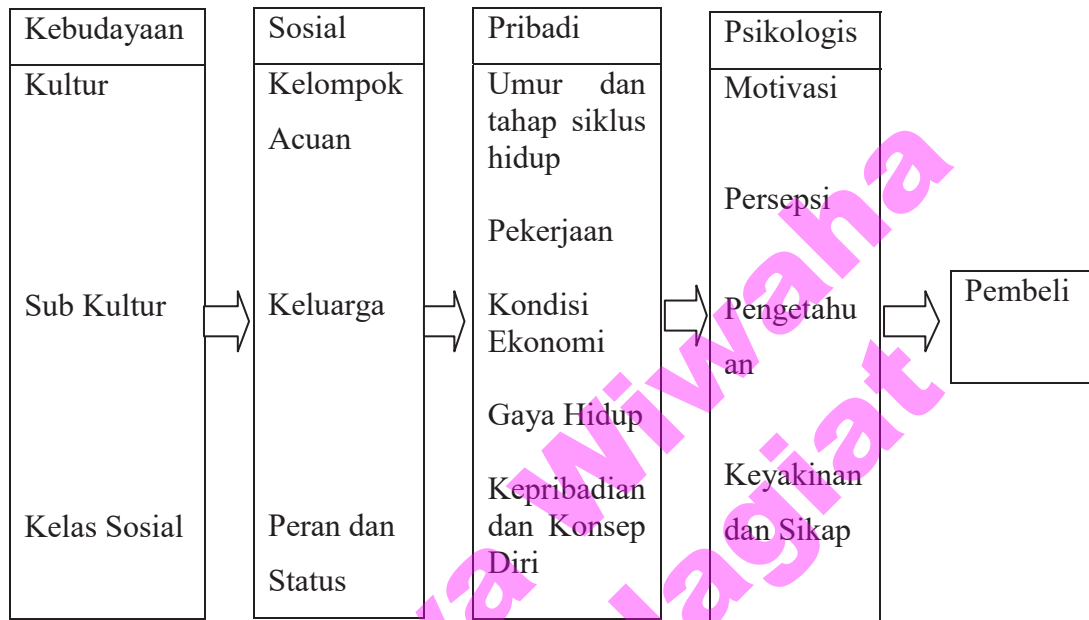 Kebudayaan
Kultur
Sub Kultur
Kelas Sosial
Sosial
Kelompok
Acuan
Keluarga
Peran dan
Status
Pribadi
Umur dan
tahap siklus
hidup
Pekerjaan
Kondisi
Ekonomi
Gaya Hidup
Kepribadian
dan Konsep
Diri
Psikologis
Motivasi
Persepsi
Pengetahu
an
Keyakinan
dan Sikap
Pembeli
Wiwaha